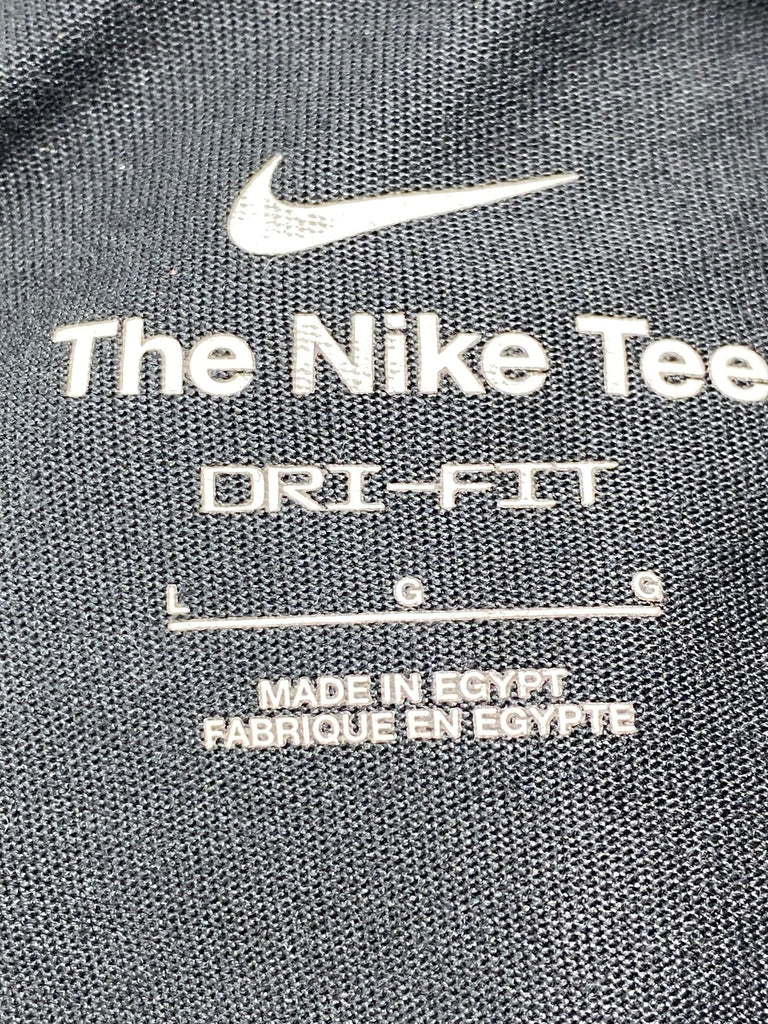 The Nike Tee
DRI-FIT
L G G
MADE IN EGYPT
FABRIQUE EN EGYPTE